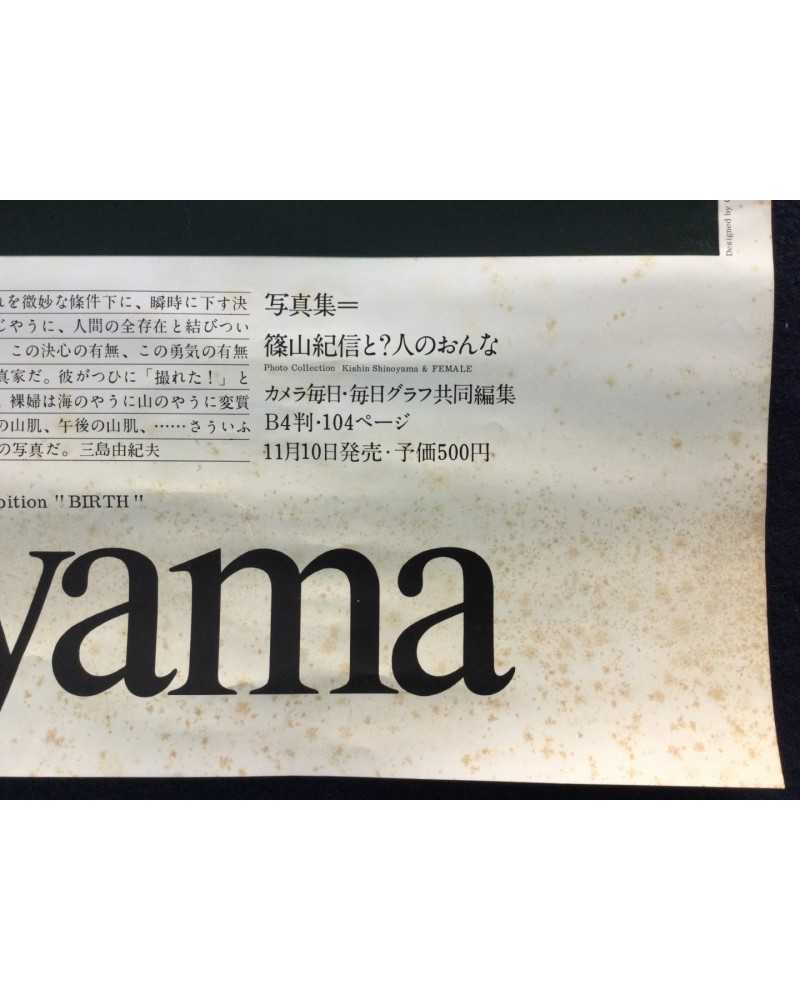 を微妙な條件下に、瞬時に下す決
じやうに、人間の全存在と結びつい
この決心の有無、この勇気の有無
真家だ。彼がつひに「撮れた！」と
裸婦は海のやうに山のやうに変質
の山肌、午後の山肌、……さういふ
の写真だ。三島由紀夫
写真集＝
篠山紀信と?人のおんな
Photo Collection Kishin Shinoyama & FEMALE
カメラ毎日・毎日グラフ共同編集
B4判・104ページ
11月10日発売・予価500円
bition "BIRTH"
yama
Designed by